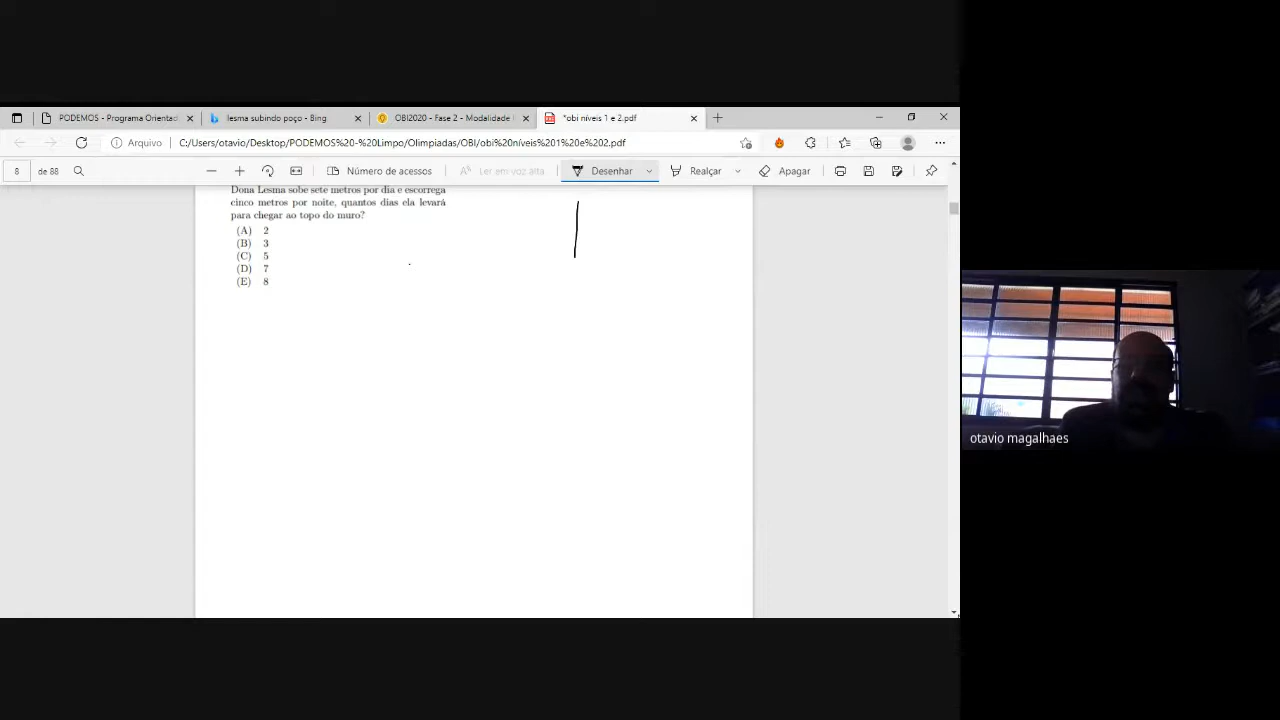 PODEMOS - Programa Orientad
lesma subindo poço - Bing
OBI2020 - Fase 2 - Modalidade
*obi níveis 1 e 2.pdf
Arquivo
C:/Users/otavio/Desktop/PODEMOS%20-%20Limpo/Olimpiadas/OBI/obi%20níveis%201%20e%202.pdf
8 de 88
Número de acessos
Ler em voz alta
Desenhar
Realçar
Apagar
Dona Lesma sobe sete metros por dia e escorrega
cinco metros por noite, quantos dias ela levará
para chegar ao topo do muro?
(A) 2
(B) 3
(C) 5
(D) 7
(E) 8
otavio magalhaes